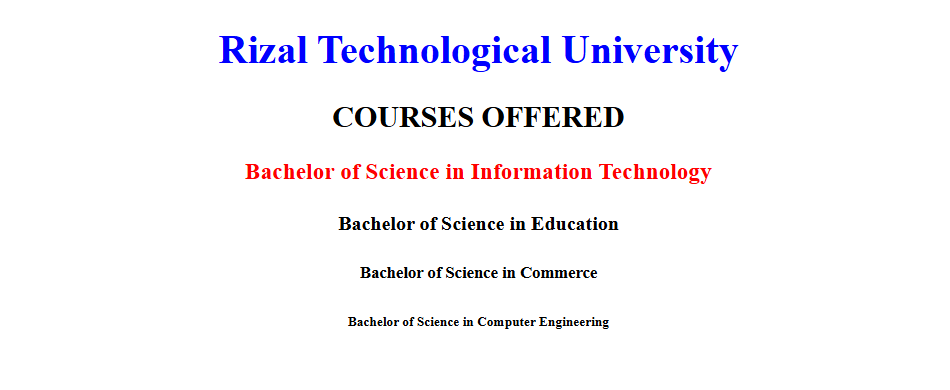 Rizal Technological University
COURSES OFFERED
Bachelor of Science in Information Technology
Bachelor of Science in Education
Bachelor of Science in Commerce
Bachelor of Science in Computer Engineering